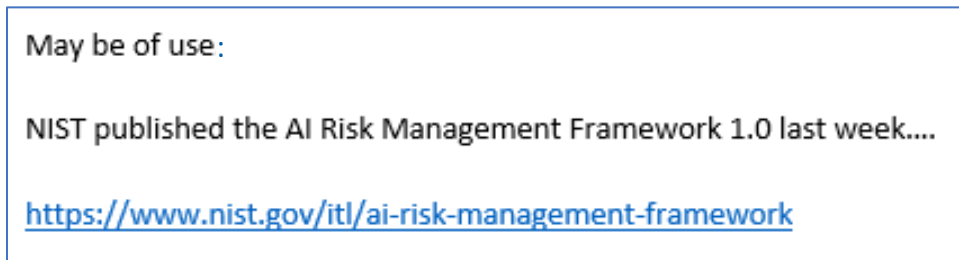 May be of use:
NIST published the AI Risk Management Framework 1.0 last week....
https://www.nist.gov/itl/ai-risk-management-framework